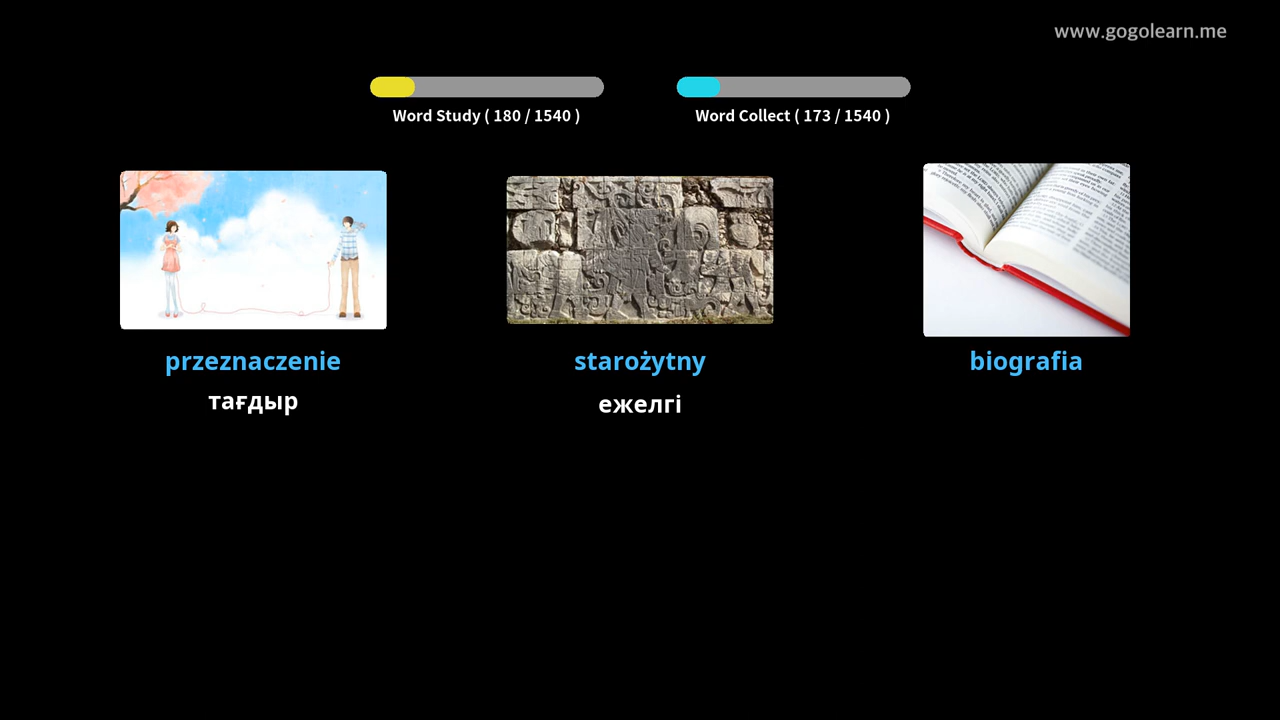 www.gogolearn.me
Word Study ( 180 / 1540 )
Word Collect ( 173 / 1540 )
przeznaczenie
тағдыр
starożytny
ежелгі
biografia